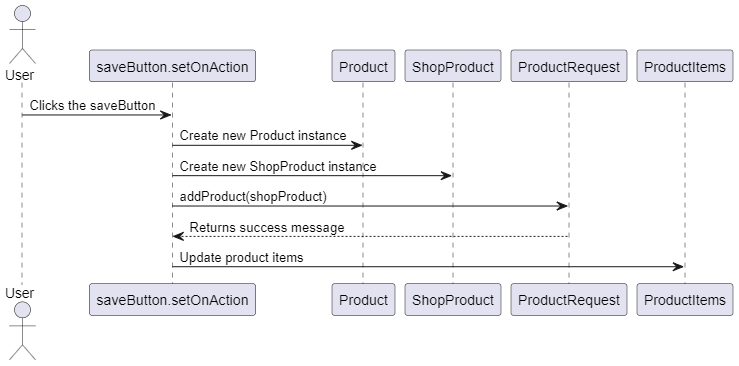 User
saveButton.setOnAction
Product
ShopProduct
ProductRequest
ProductItems
Clicks the saveButton
Create new Product instance
Create new ShopProduct instance
addProduct(shopProduct)
Returns success message
Update product items
User
saveButton.setOnAction
Product
ShopProduct
ProductRequest
ProductItems